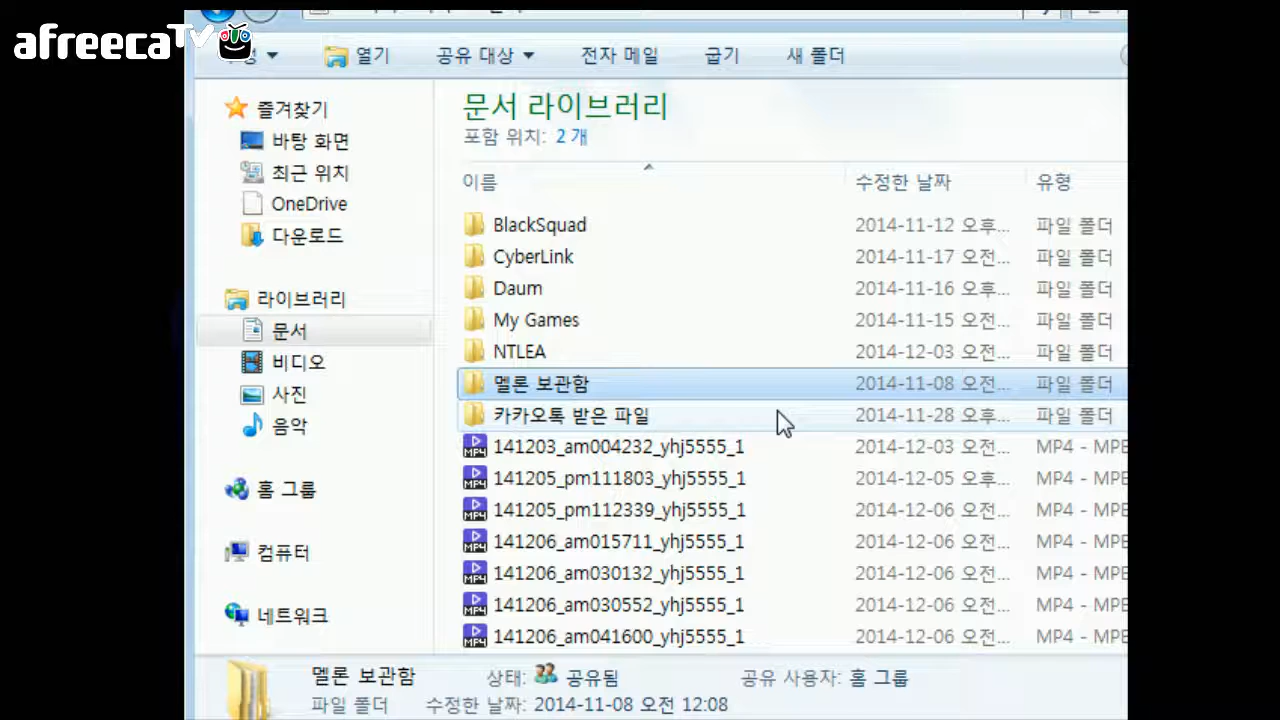 afreecaTV
열기 공유 대상 전자 메일 굽기 새 폴더
즐겨찾기
바탕 화면
최근 위치
OneDrive
다운로드
라이브러리
문서
비디오
사진
음악
홈 그룹
컴퓨터
네트워크
문서 라이브러리
포함 위치: 2 개
이름 수정한 날짜 유형
BlackSquad 2014-11-12 오후... 파일 폴더
CyberLink 2014-11-17 오전... 파일 폴더
Daum 2014-11-16 오후... 파일 폴더
My Games 2014-11-15 오전... 파일 폴더
NTLEA 2014-12-03 오전... 파일 폴더
멜론 보관함 2014-11-08 오전... 파일 폴더
카카오톡 받은 파일 2014-11-28 오후... 파일 폴더
MP4 141203_am004232_yhj5555_1 2014-12-03 오전... MP4 - MPE
MP4 141205_pm111803_yhj5555_1 2014-12-05 오후... MP4 - MPE
MP4 141205_pm112339_yhj5555_1 2014-12-06 오전... MP4 - MPE
MP4 141206_am015711_yhj5555_1 2014-12-06 오전... MP4 - MPE
MP4 141206_am030132_yhj5555_1 2014-12-06 오전... MP4 - MPE
MP4 141206_am030552_yhj5555_1 2014-12-06 오전... MP4 - MPE
MP4 141206_am041600_yhj5555_1 2014-12-06 오전... MP4 - MPE
멜론 보관함 상태: 공유됨 공유 사용자: 홈 그룹
파일 폴더 수정한 날짜: 2014-11-08 오전 12:08